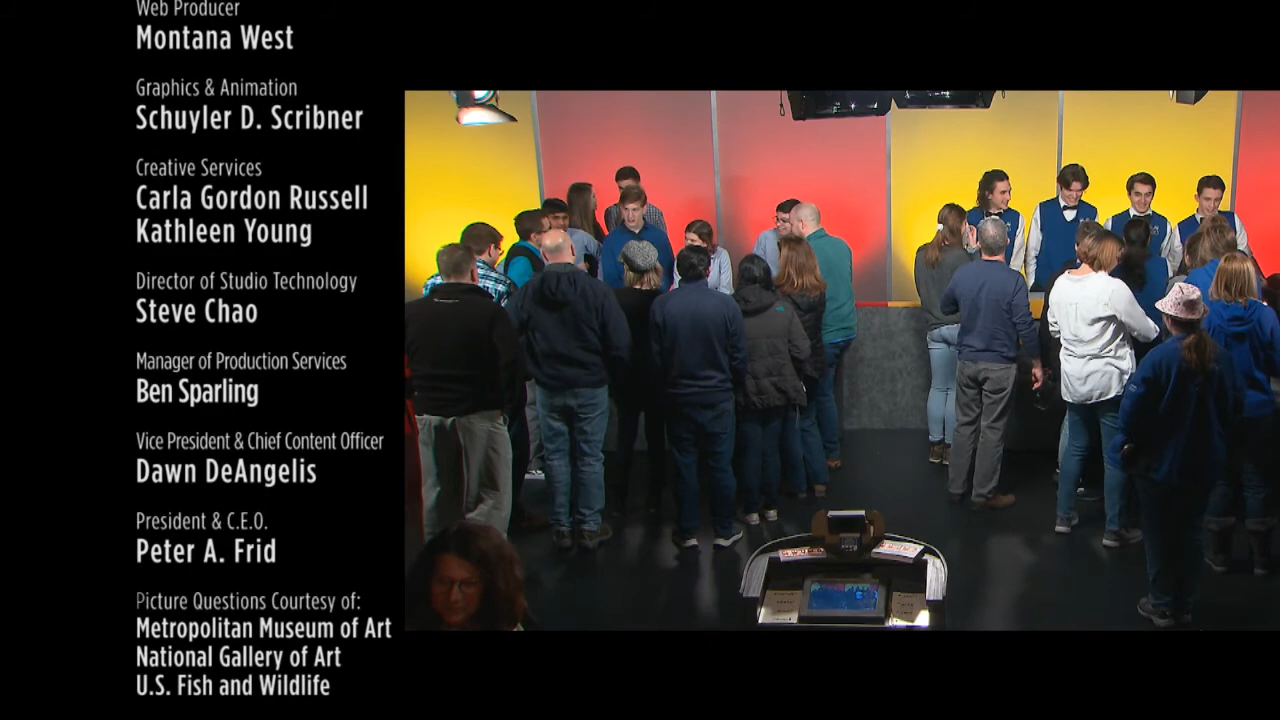 Web Producer
Montana West
Graphics & Animation
Schuyler D. Scribner
Creative Services
Carla Gordon Russell
Kathleen Young
Director of Studio Technology
Steve Chao
Manager of Production Services
Ben Sparling
Vice President & Chief Content Officer
Dawn DeAngelis
President & C.E.O.
Peter A. Frid
Picture Questions Courtesy of:
Metropolitan Museum of Art
National Gallery of Art
U.S. Fish and Wildlife